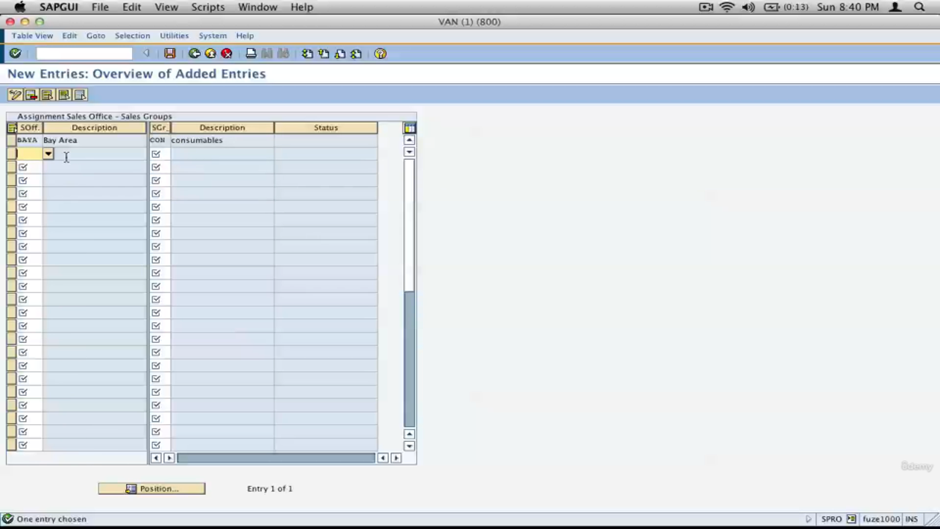 SAPGUI File Edit View Scripts Window Help (0:13) Sun 8:40 PM
VAN (1) (800)
Table View Edit Goto Selection Utilities System Help
New Entries: Overview of Added Entries
Assignment Sales Office - Sales Groups
SOff. Description SGr. Description Status
BAYA Bay Area CON consumables
Position... Entry 1 of 1
One entry chosen SPRO fuze1000 INS
Udemy